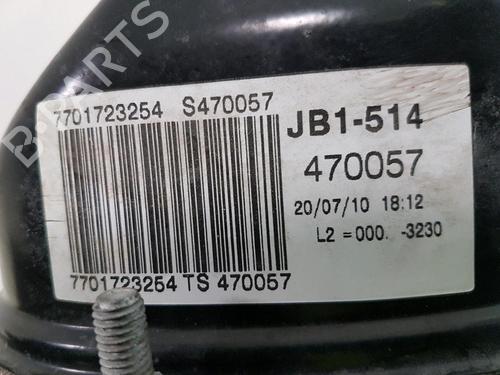 B-PARTS
7701723254 S470057
JB1-514
470057
20/07/10 18:12
L2 =000. -3230
7701723254 TS 470057